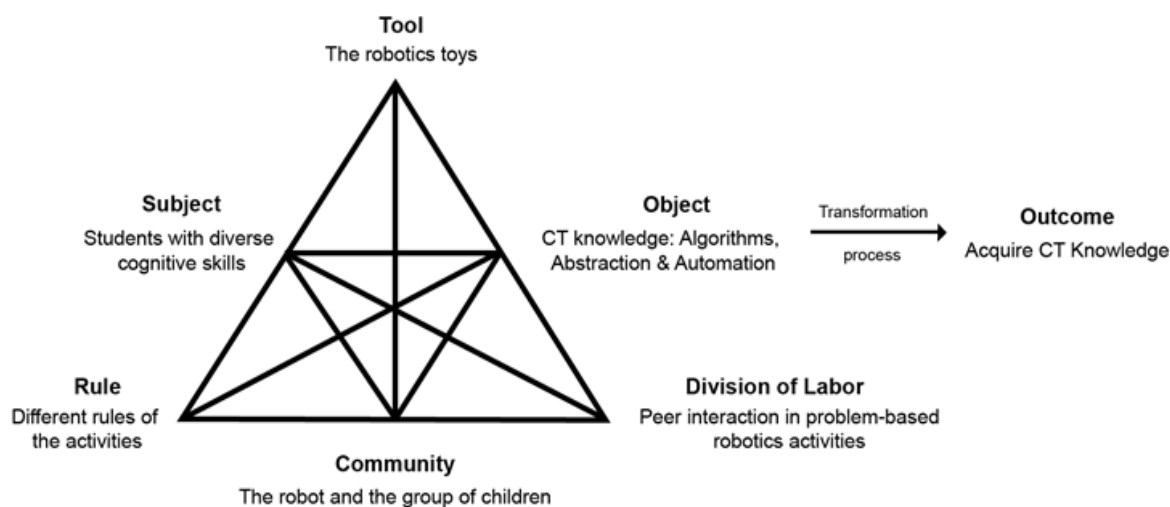 Tool
The robotics toys
Subject
Students with diverse
cognitive skills
Object
CT knowledge: Algorithms,
Abstraction & Automation
Transformation
process
Outcome
Acquire CT Knowledge
Rule
Different rules of
the activities
Community
The robot and the group of children
Division of Labor
Peer interaction in problem-based
robotics activities